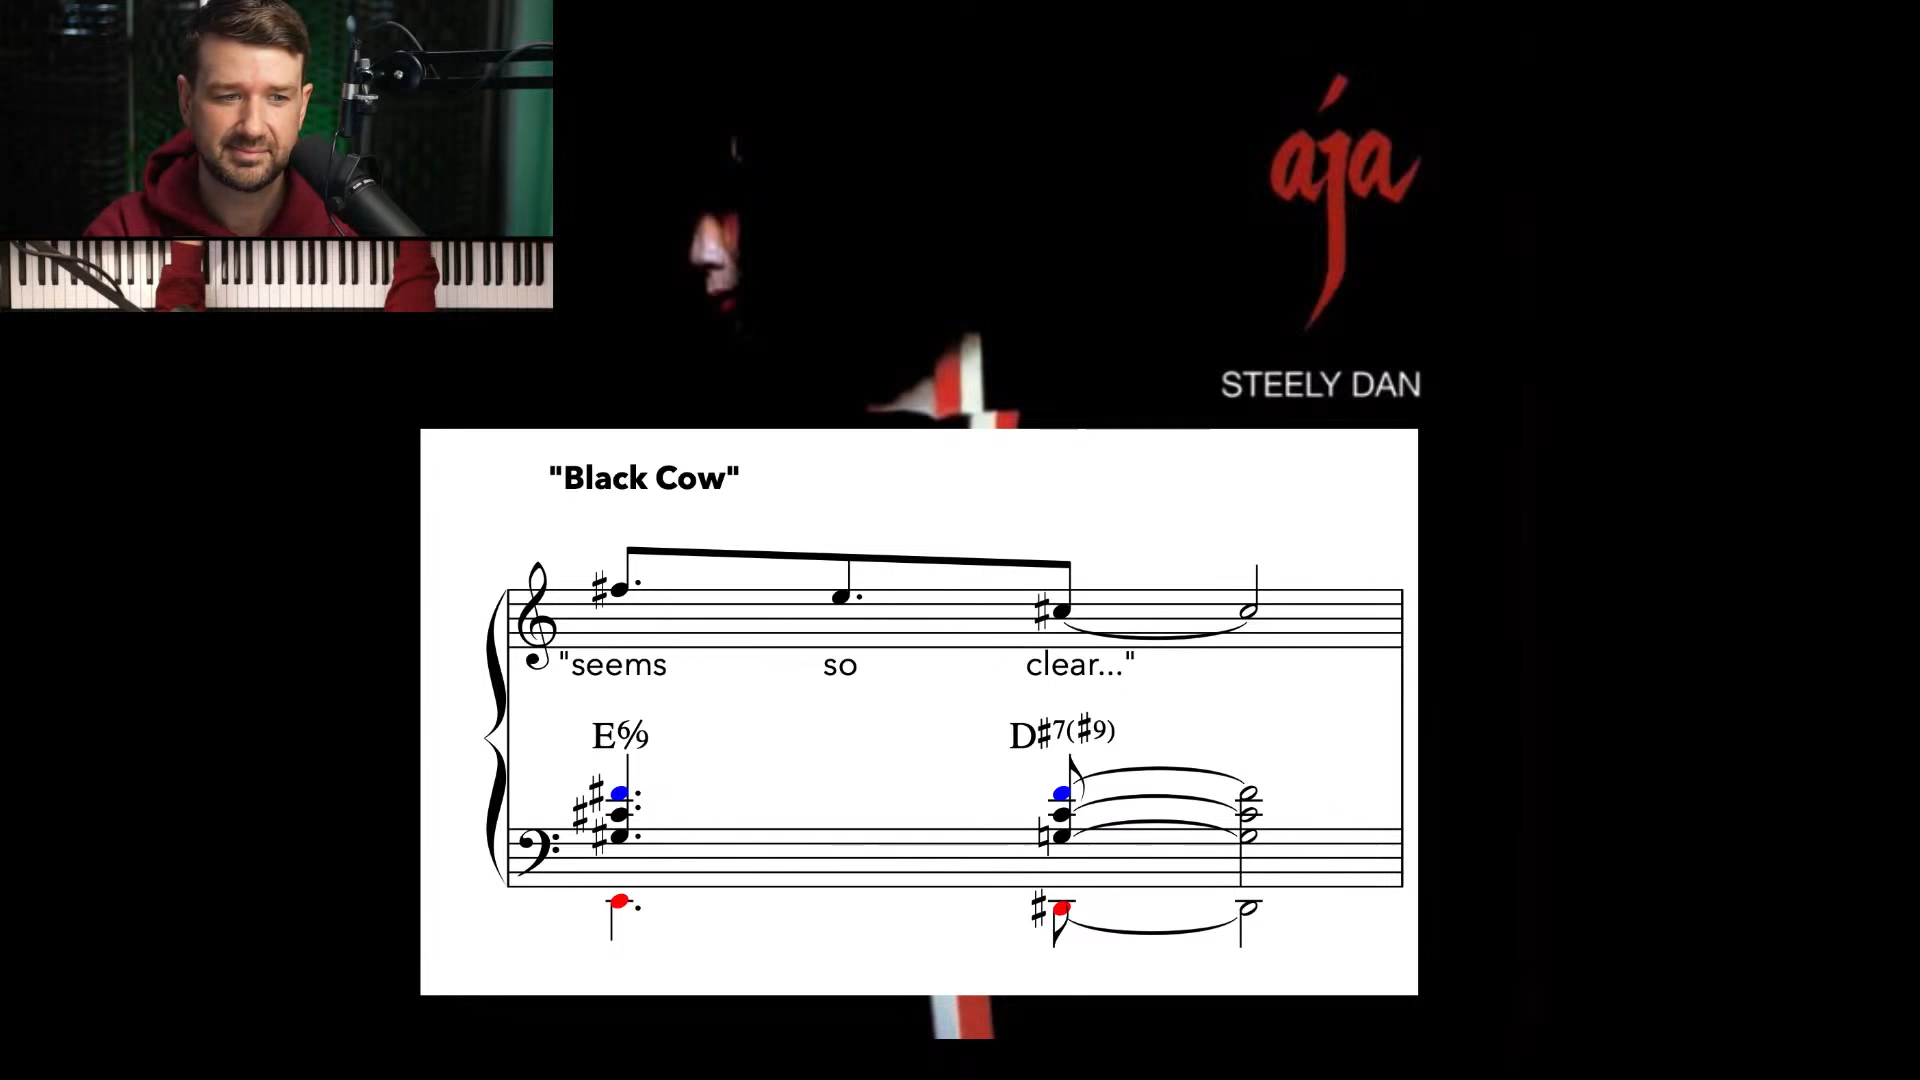 aja
STEELY DAN
"Black Cow"
"seems so clear..."
E6/9 D♯7(♯9)